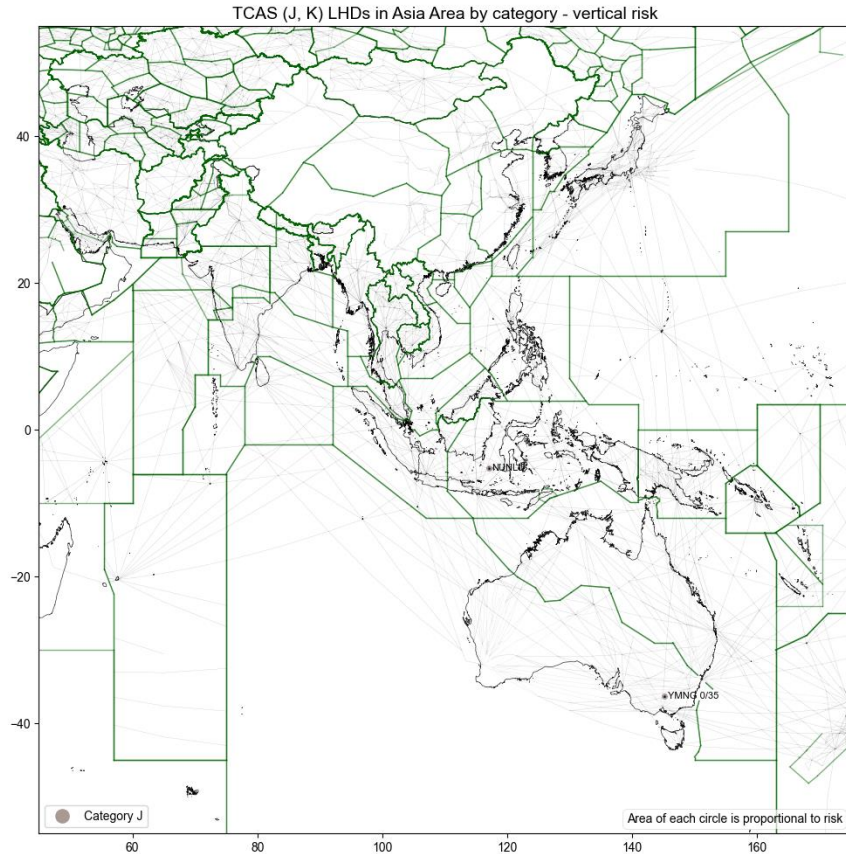 TCAS (J, K) LHDs in Asia Area by category - vertical risk
40
20
0
−20
−40
YMNG 0/35
Category J
Area of each circle is proportional to risk
60
80
100
120
140
160